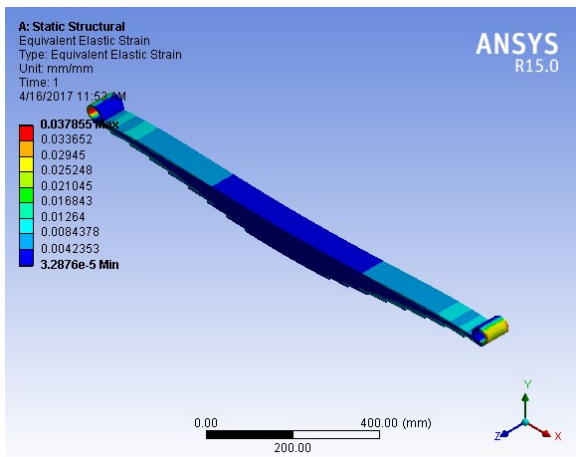 A: Static Structural
Equivalent Elastic Strain
Type: Equivalent Elastic Strain
Unit: mm/mm
Time: 1
4/16/2017 11:53 AM
ANSYS
R15.0
0.037855 Max
0.033652
0.02945
0.025248
0.021045
0.016843
0.01264
0.0084378
0.0042353
3.2876e-5 Min
0.00
400.00 (mm)
200.00
Y
Z
X